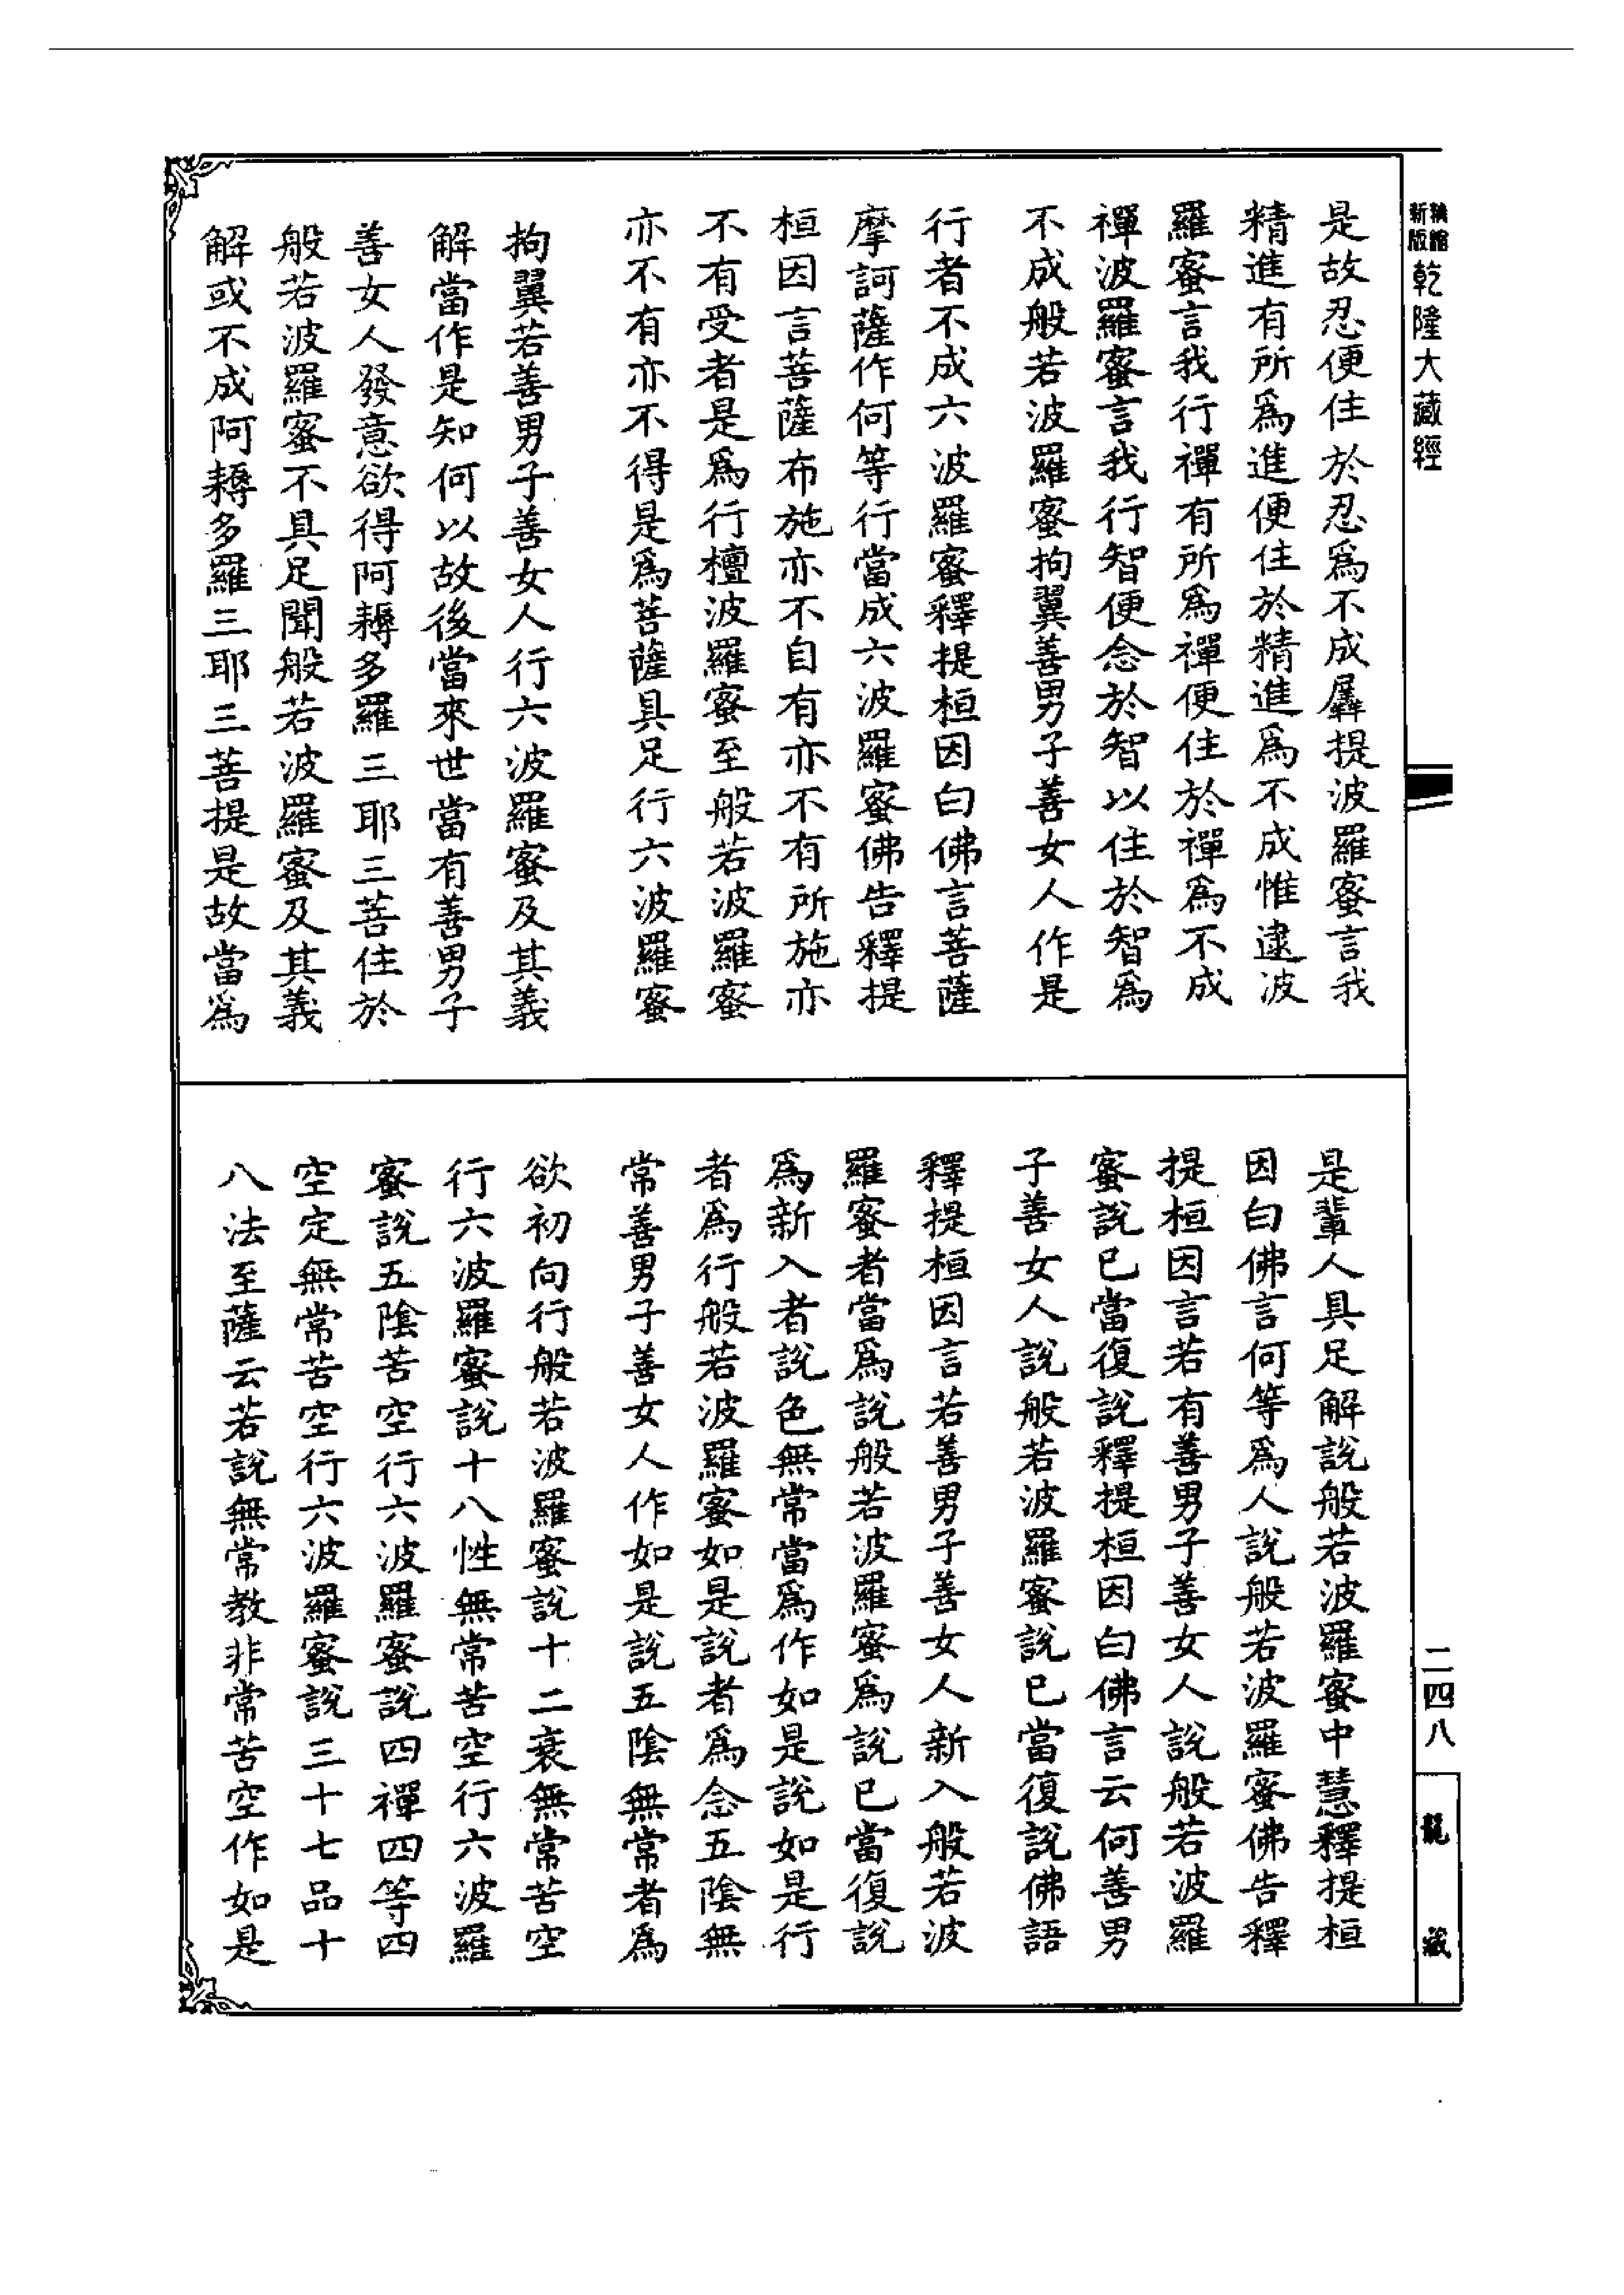 新版
精縮
乾隆大藏經
是故忍便住於忍爲不成羼提波羅蜜言我
精進有所爲進便住於精進爲不成惟逮波
羅蜜言我行禪有所爲禪便住於禪爲不成
禪波羅蜜言我行智便念於智以住於智爲
不成般若波羅蜜拘翼善男子善女人作是
行者不成六波羅蜜釋提桓因白佛言菩薩
摩訶薩作何等行當成六波羅蜜佛告釋提
桓因言菩薩布施亦不自有亦不有所施亦
不有受者是爲行檀波羅蜜至般若波羅蜜
亦不有亦不得是爲菩薩具足行六波羅蜜
拘翼若善男子善女人行六波羅蜜及其義
解當作是知何以故後當來世當有善男子
善女人發意欲得阿耨多羅三耶三菩住於
般若波羅蜜不具足聞般若波羅蜜及其義
解或不成阿耨多羅三耶三菩提是故當爲
是輩人具足解說般若波羅蜜中慧釋提桓
因白佛言何等爲人說般若波羅蜜佛告釋
提桓因言若有善男子善女人說般若波羅
蜜說已當復說釋提桓因白佛言云何善男
子善女人說般若波羅蜜說已當復說佛語
釋提桓因言若善男子善女人新入般若波
羅蜜者當爲說般若波羅蜜爲說已當復說
爲新入者說色無常當爲作如是說如是行
者爲行般若波羅蜜如是說者爲念五陰無
常善男子善女人作如是說五陰無常者爲
欲初向行般若波羅蜜說十二衰無常苦空
行六波羅蜜說十八性無常苦空行六波羅
蜜說五陰苦空行六波羅蜜說四禪四等四
空定無常苦空行六波羅蜜說三十七品十
八法至薩云若說無常教非常苦空作如是
二四八
龍藏